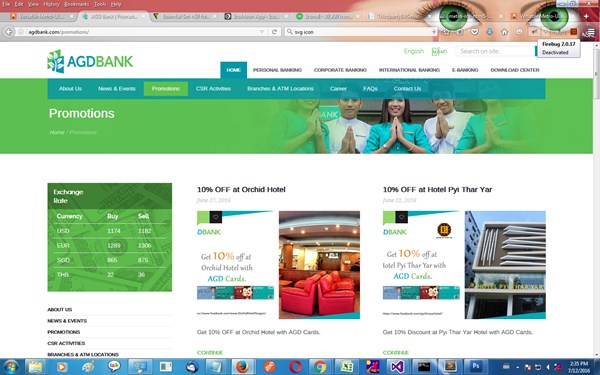 File Edit View History Bookmarks Tools Help
AGD Bank | Promotions
agdbank.com/promotions/
svg icon
Firebug 2.0.17
Deactivated
English
Search on site..
AGDBANK
HOME PERSONAL BANKING CORPORATE BANKING INTERNATIONAL BANKING E-BANKING DOWNLOAD CENTER
About Us News & Events Promotions CSR Activities Branches & ATM Locations Career FAQs Contact Us
Promotions
BANK
Home / Promotions
Exchange
Rate
Currency Buy Sell
USD 1174 1182
EUR 1289 1306
SGD 865 875
THB 32 36
ABOUT US
NEWS & EVENTS
PROMOTIONS
CSR ACTIVITIES
BRANCHES & ATM LOCATIONS
10% OFF at Orchid Hotel
DBANK
Get 10% off at
Orchid Hotel with
AGD Cards.
Get 10% OFF at Orchid Hotel with AGD Cards.
CONTINUE
10% OFF at Hotel Pyi Thar Yar
June 22, 2016
DBANK
Get 10% off at
Hotel Pyi Thar Yar with
AGD Cards.
Get 10% Discount at Pyi Thar Yar Hotel with AGD Cards.
CONTINUE
2:35 PM
7/12/2016